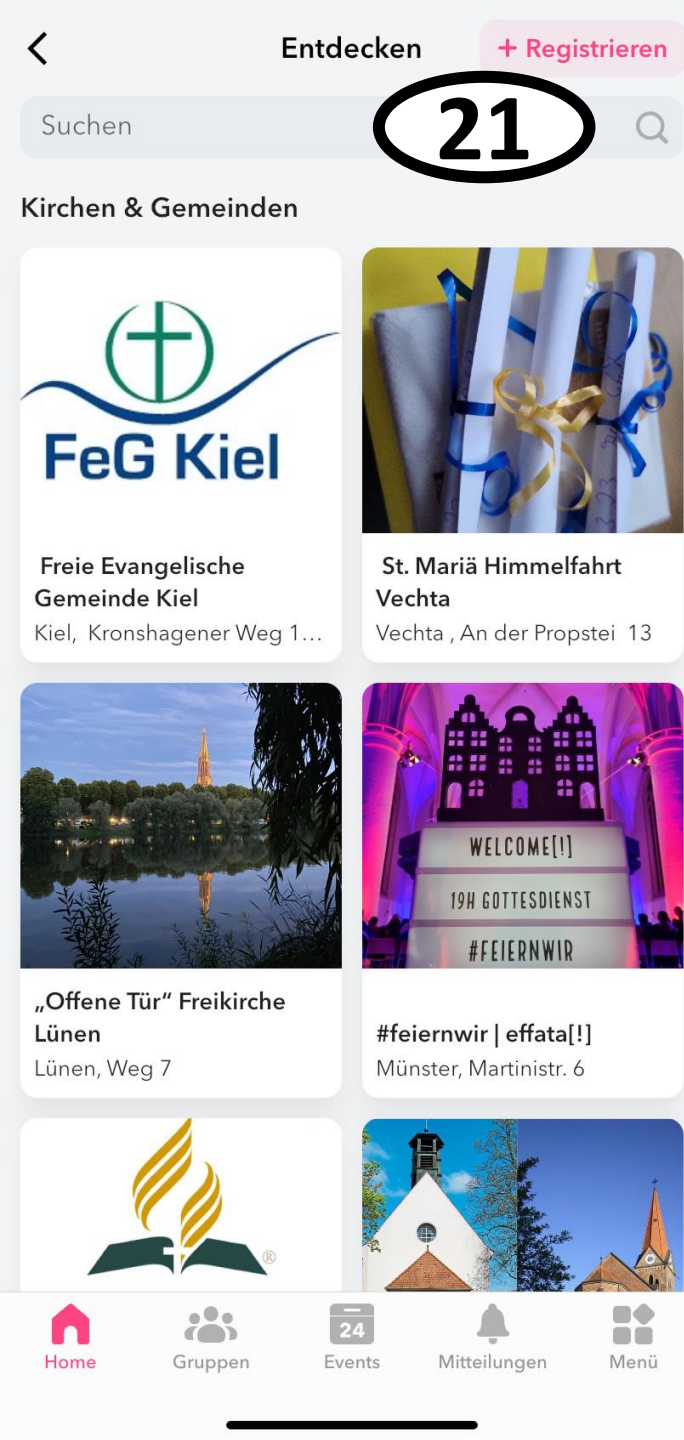 Entdecken
+ Registrieren
Suchen
21
Kirchen & Gemeinden
FeG Kiel
Freie Evangelische
Gemeinde Kiel
Kiel, Kronshagener Weg 1...
St. Mariä Himmelfahrt
Vechta
Vechta , An der Propstei 13
WELCOME[!]
19H GOTTESDIENST
#FEIERNWIR
„Offene Tür“ Freikirche
Lünen
Lünen, Weg 7
#feiernwir | effata[!]
Münster, Martinistr. 6
®
24
Home
Gruppen
Events
Mitteilungen
Menü